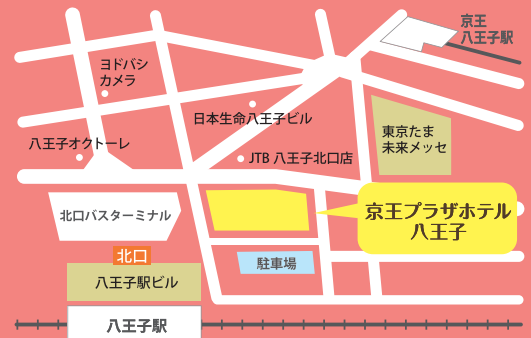 京王
八王子駅
ヨドバシ
カメラ
日本生命八王子ビル
東京たま
未来メッセ
八王子オクトーレ
JTB 八王子北口店
北口バスターミナル
京王プラザホテル
八王子
北口
駐車場
八王子駅ビル
八王子駅